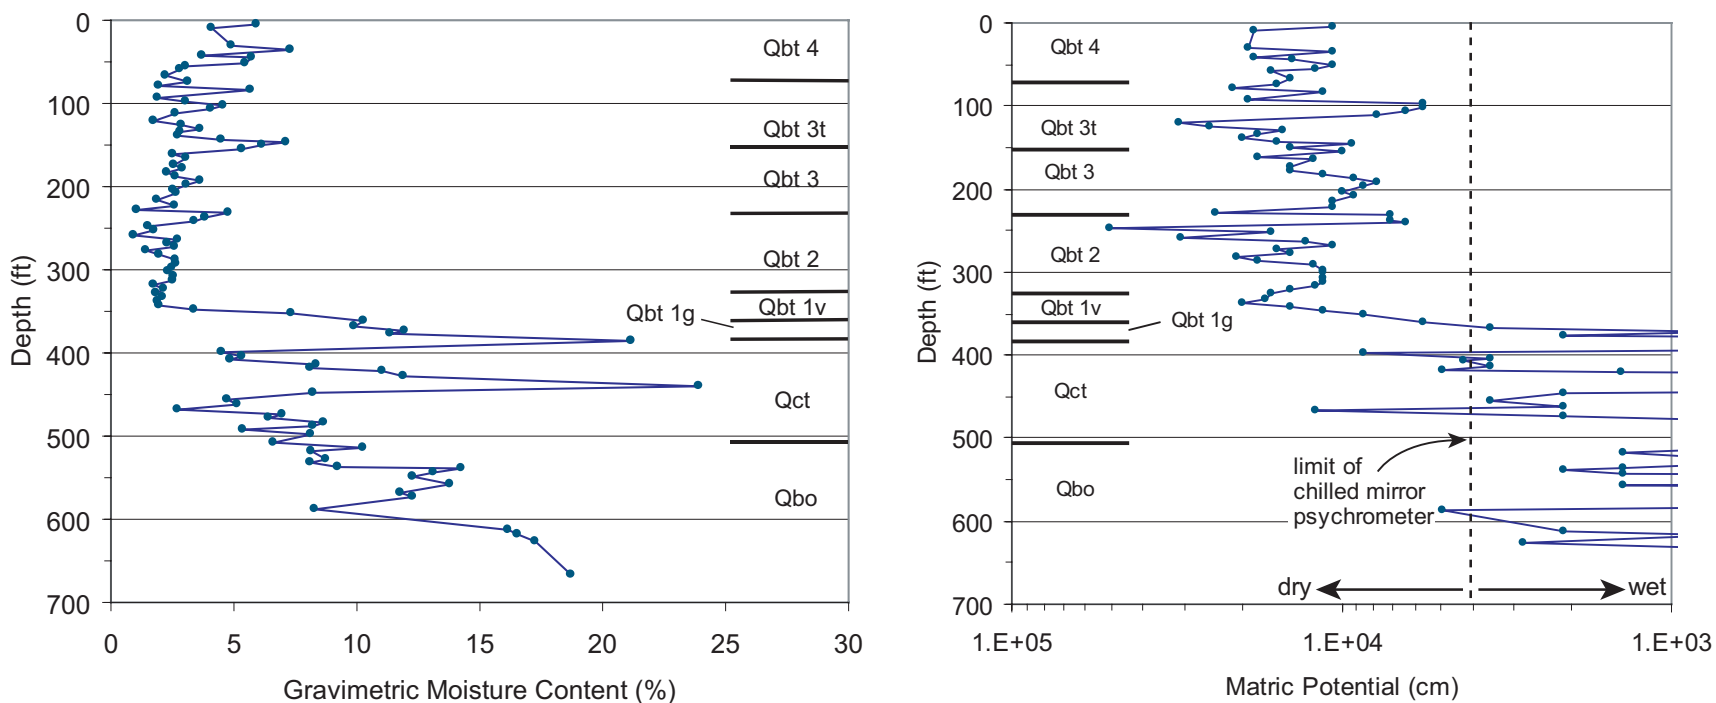 0
100
200
300
400
500
600
700
Depth (ft)
Qbt 4
Qbt 3t
Qbt 3
Qbt 2
Qbt 1g
Qbt 1v
Qct
Qbo
0 5 10 15 20 25 30
Gravimetric Moisture Content (%)
0
100
200
300
400
500
600
700
Depth (ft)
Qbt 4
Qbt 3t
Qbt 3
Qbt 2
Qbt 1v
Qbt 1g
Qct
Qbo
limit of
chilled mirror
psychrometer
dry wet
1.E+05 1.E+04 1.E+03
Matric Potential (cm)